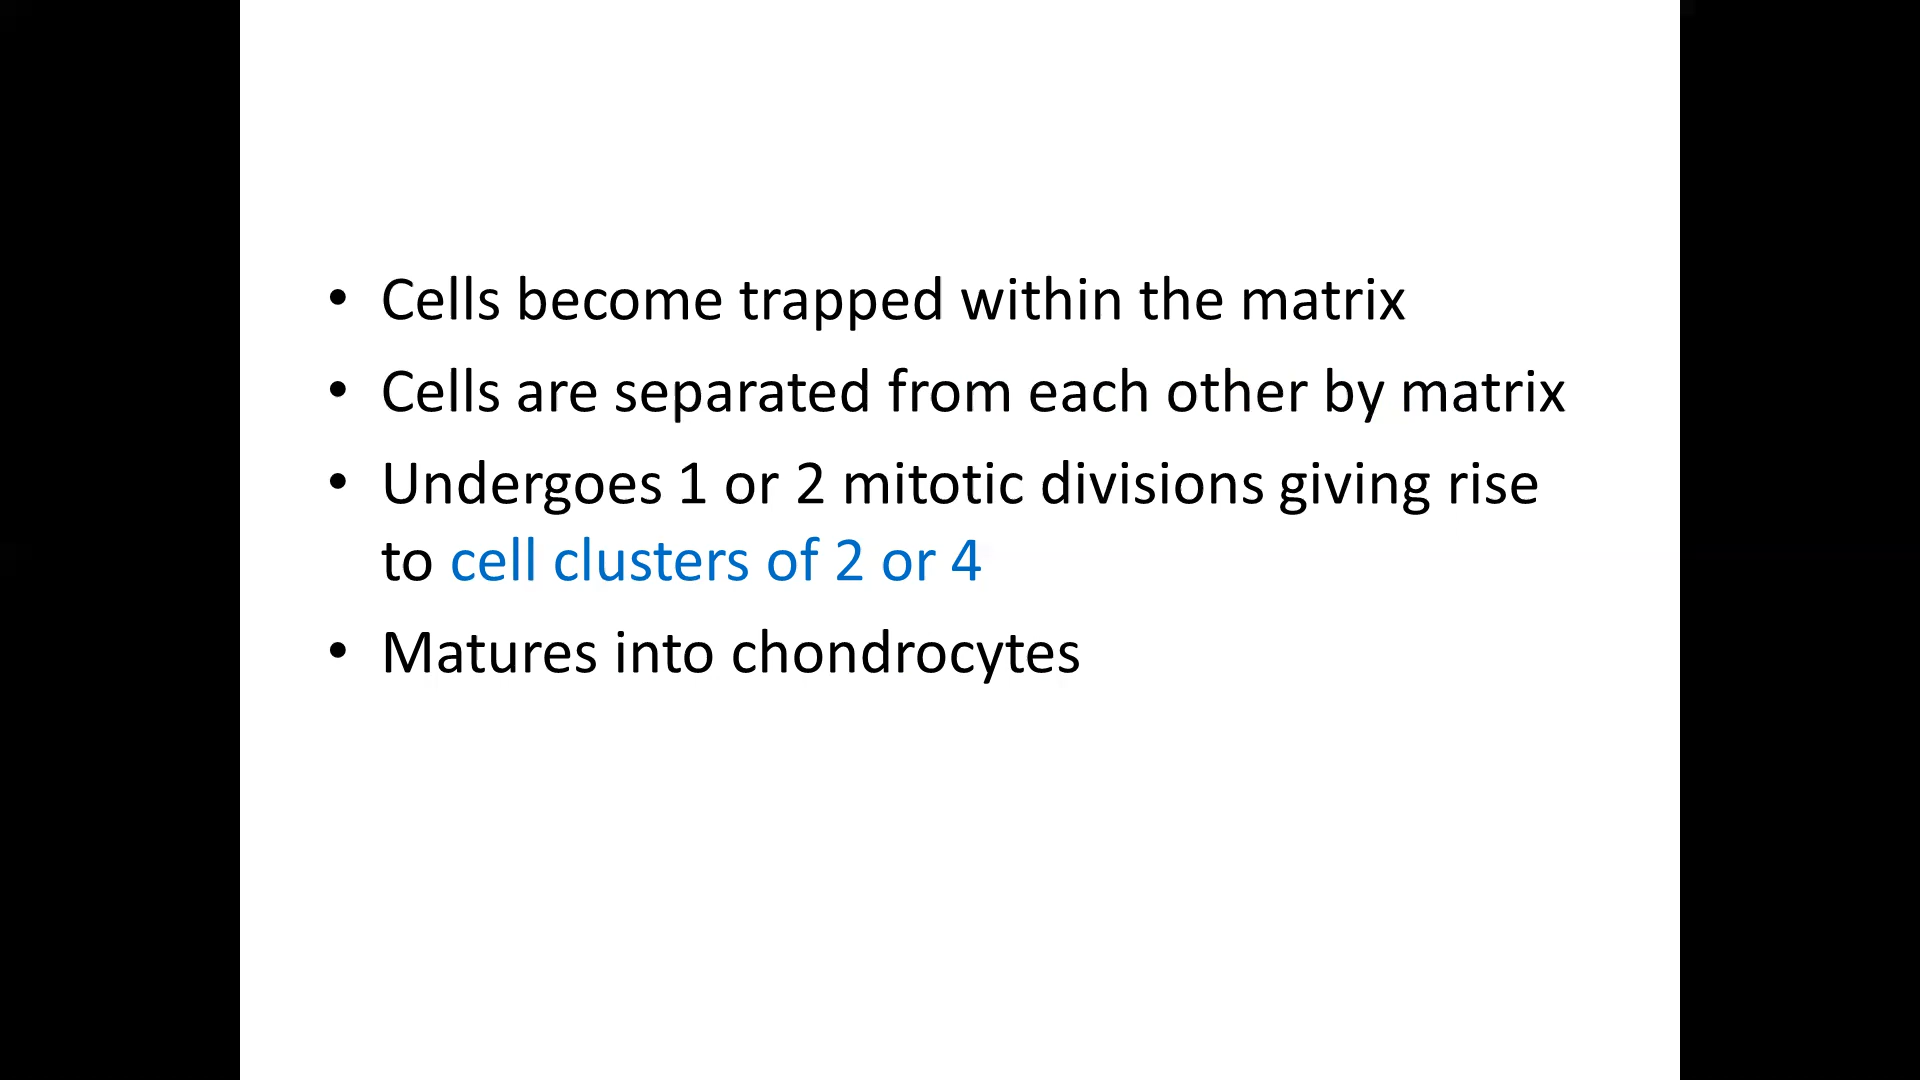 • Cells become trapped within the matrix
• Cells are separated from each other by matrix
• Undergoes 1 or 2 mitotic divisions giving rise
to cell clusters of 2 or 4
• Matures into chondrocytes